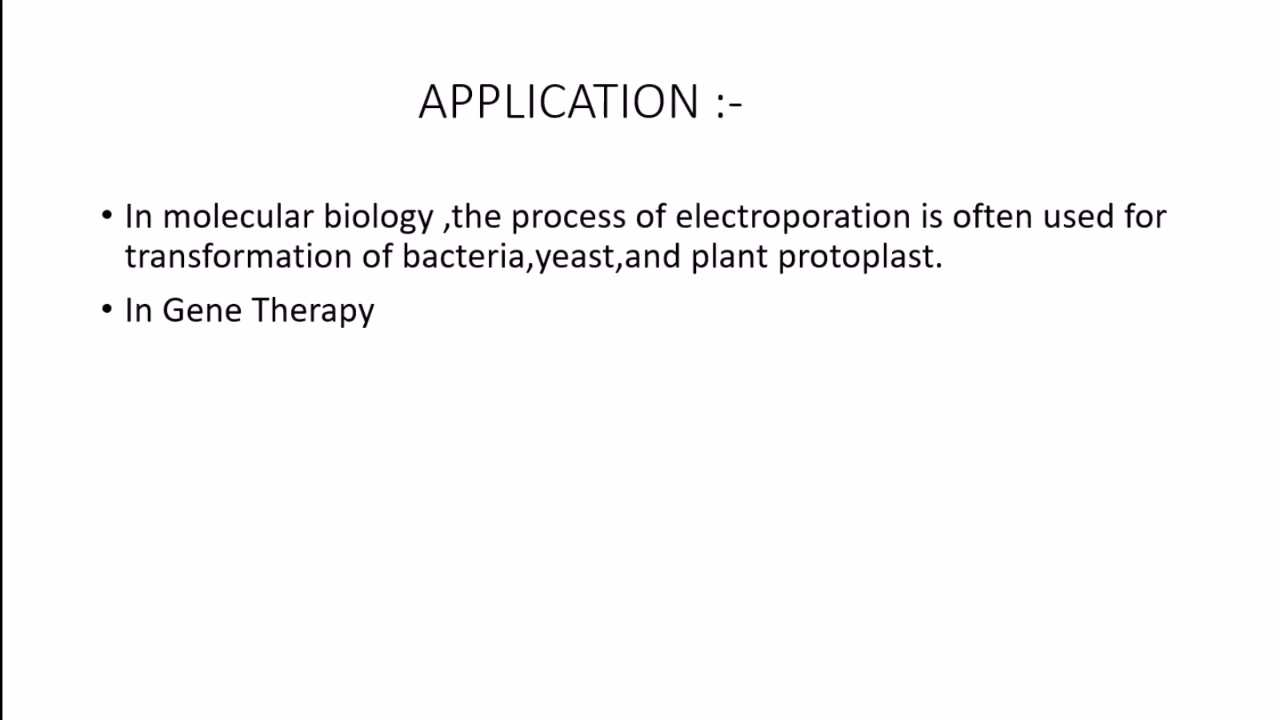 APPLICATION :-
• In molecular biology ,the process of electroporation is often used for
transformation of bacteria,yeast,and plant protoplast.
• In Gene Therapy